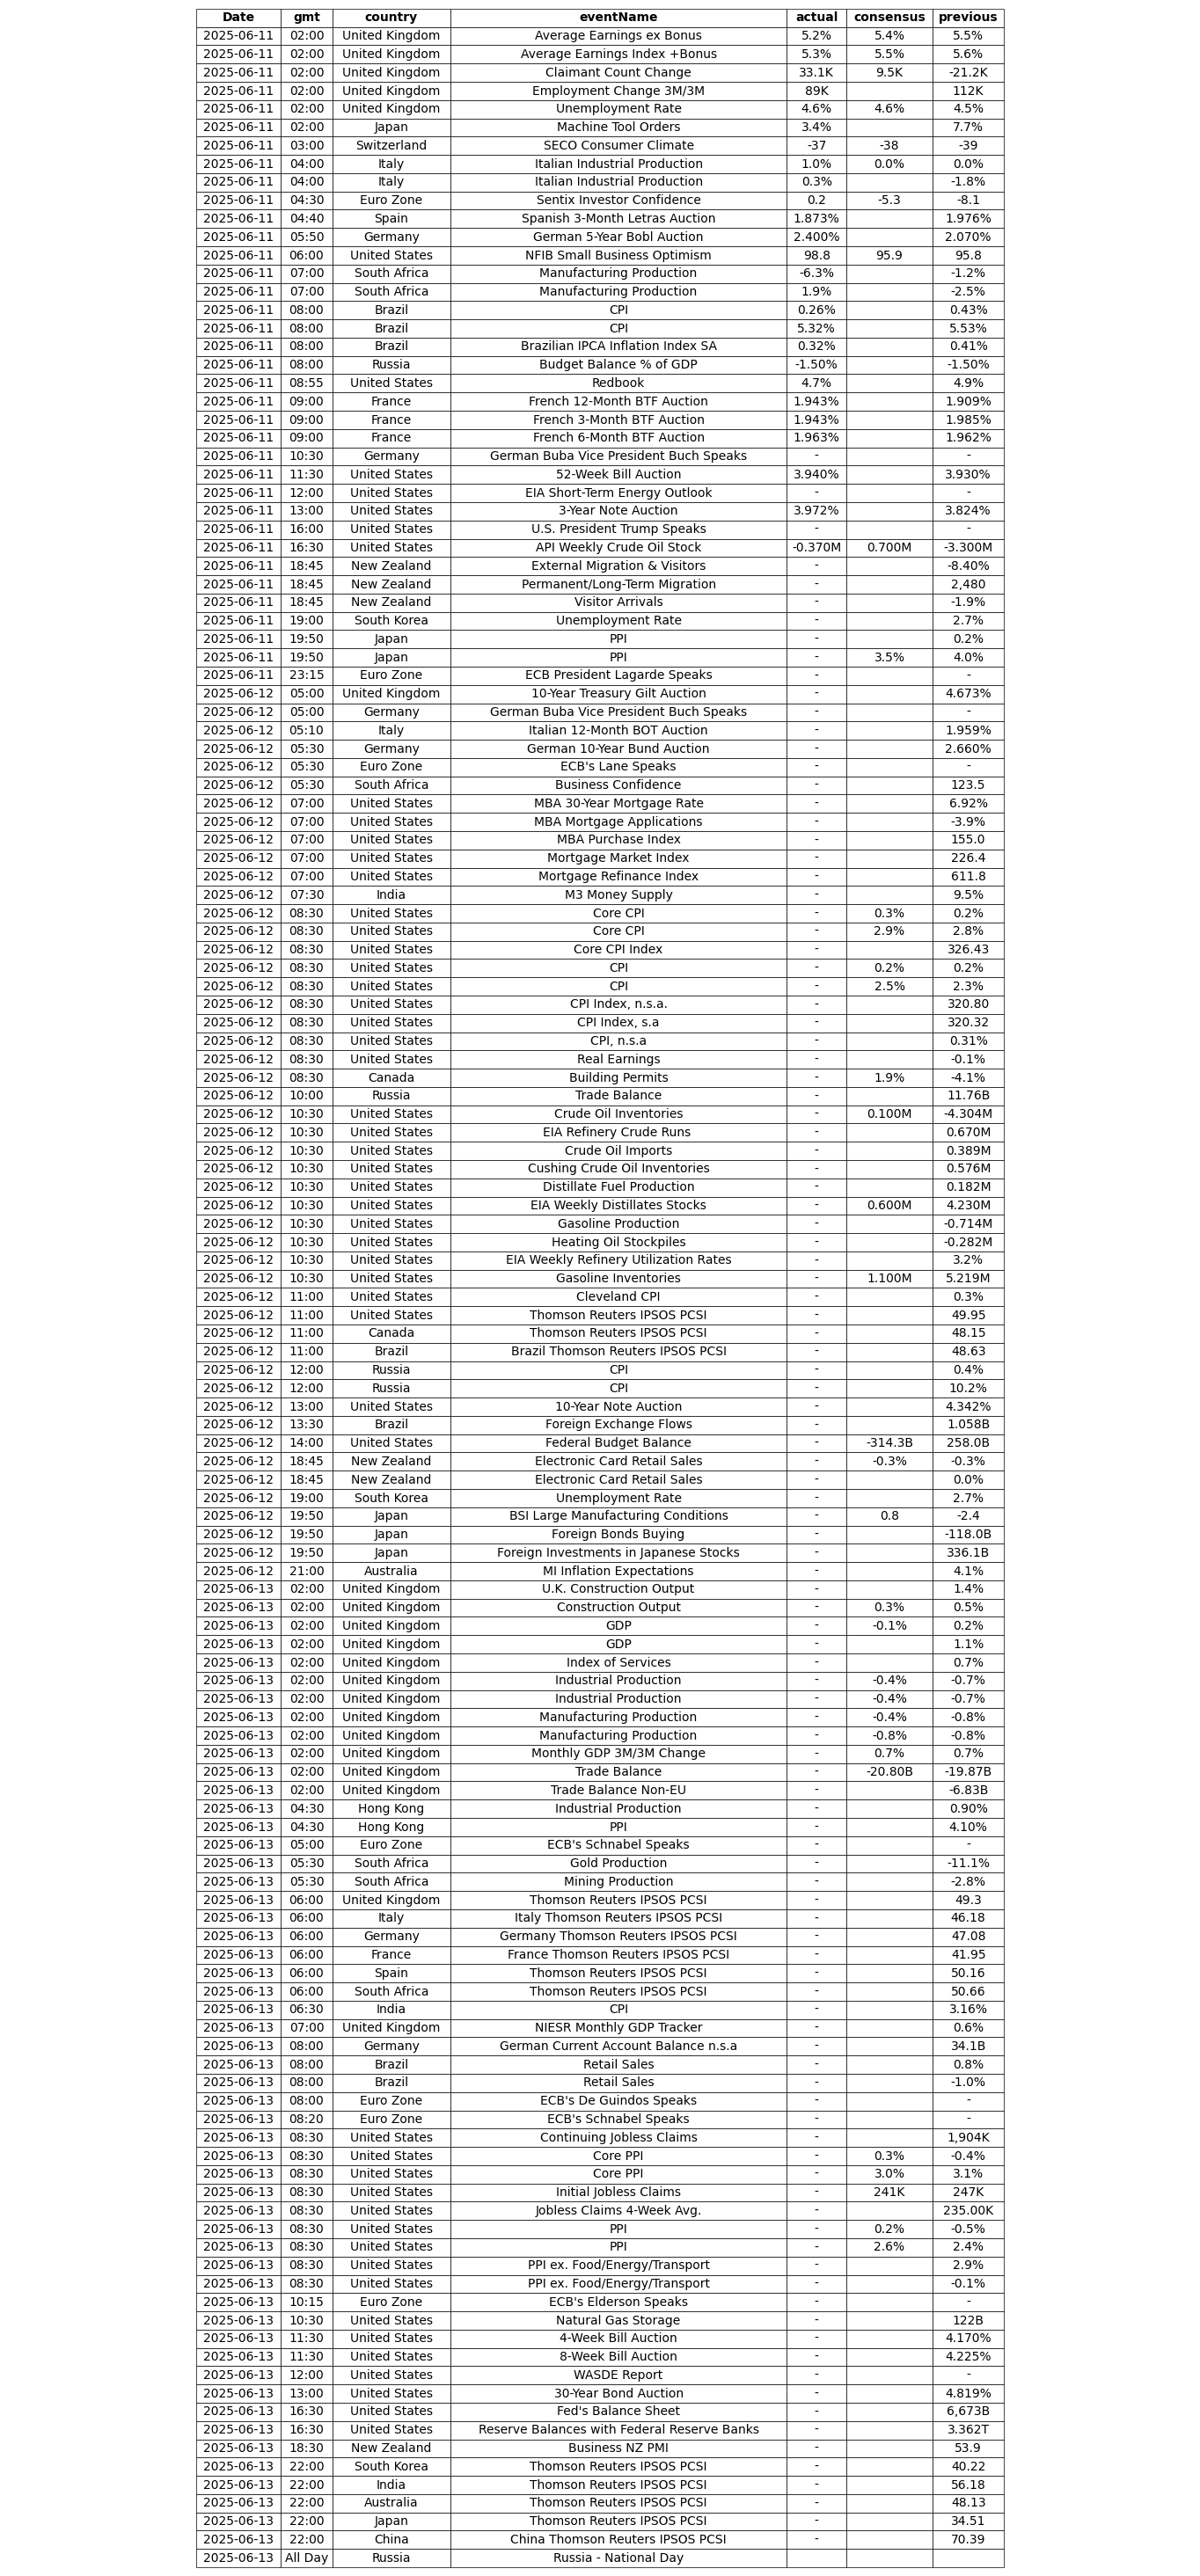 Date gmt country eventName actual consensus previous
2025-06-11 02:00 United Kingdom Average Earnings ex Bonus 5.2% 5.4% 5.5%
2025-06-11 02:00 United Kingdom Average Earnings Index +Bonus 5.3% 5.5% 5.6%
2025-06-11 02:00 United Kingdom Claimant Count Change 33.1K 9.5K -21.2K
2025-06-11 02:00 United Kingdom Employment Change 3M/3M 89K 112K
2025-06-11 02:00 United Kingdom Unemployment Rate 4.6% 4.6% 4.5%
2025-06-11 02:00 Japan Machine Tool Orders 3.4% 7.7%
2025-06-11 03:00 Switzerland SECO Consumer Climate -37 -38 -39
2025-06-11 04:00 Italy Italian Industrial Production 1.0% 0.0% 0.0%
2025-06-11 04:00 Italy Italian Industrial Production 0.3% -1.8%
2025-06-11 04:30 Euro Zone Sentix Investor Confidence 0.2 -5.3 -8.1
2025-06-11 04:40 Spain Spanish 3-Month Letras Auction 1.873% 1.976%
2025-06-11 05:50 Germany German 5-Year Bobl Auction 2.400% 2.070%
2025-06-11 06:00 United States NFIB Small Business Optimism 98.8 95.9 95.8
2025-06-11 07:00 South Africa Manufacturing Production -6.3% -1.2%
2025-06-11 07:00 South Africa Manufacturing Production 1.9% -2.5%
2025-06-11 08:00 Brazil CPI 0.26% 0.43%
2025-06-11 08:00 Brazil CPI 5.32% 5.53%
2025-06-11 08:00 Brazil Brazilian IPCA Inflation Index SA 0.32% 0.41%
2025-06-11 08:00 Russia Budget Balance % of GDP -1.50% -1.50%
2025-06-11 08:55 United States Redbook 4.7% 4.9%
2025-06-11 09:00 France French 12-Month BTF Auction 1.943% 1.909%
2025-06-11 09:00 France French 3-Month BTF Auction 1.943% 1.985%
2025-06-11 09:00 France French 6-Month BTF Auction 1.963% 1.962%
2025-06-11 10:30 Germany German Buba Vice President Buch Speaks - -
2025-06-11 11:30 United States 52-Week Bill Auction 3.940% 3.930%
2025-06-11 12:00 United States EIA Short-Term Energy Outlook - -
2025-06-11 13:00 United States 3-Year Note Auction 3.972% 3.824%
2025-06-11 16:00 United States U.S. President Trump Speaks - -
2025-06-11 16:30 United States API Weekly Crude Oil Stock -0.370M 0.700M -3.300M
2025-06-11 18:45 New Zealand External Migration & Visitors - -8.40%
2025-06-11 18:45 New Zealand Permanent/Long-Term Migration - 2,480
2025-06-11 18:45 New Zealand Visitor Arrivals - -1.9%
2025-06-11 19:00 South Korea Unemployment Rate - 2.7%
2025-06-11 19:50 Japan PPI - 0.2%
2025-06-11 19:50 Japan PPI - 3.5% 4.0%
2025-06-11 23:15 Euro Zone ECB President Lagarde Speaks - -
2025-06-12 05:00 United Kingdom 10-Year Treasury Gilt Auction - 4.673%
2025-06-12 05:00 Germany German Buba Vice President Buch Speaks - -
2025-06-12 05:10 Italy Italian 12-Month BOT Auction - 1.959%
2025-06-12 05:30 Germany German 10-Year Bund Auction - 2.660%
2025-06-12 05:30 Euro Zone ECB's Lane Speaks - -
2025-06-12 05:30 South Africa Business Confidence - 123.5
2025-06-12 07:00 United States MBA 30-Year Mortgage Rate - 6.92%
2025-06-12 07:00 United States MBA Mortgage Applications - -3.9%
2025-06-12 07:00 United States MBA Purchase Index - 155.0
2025-06-12 07:00 United States Mortgage Market Index - 226.4
2025-06-12 07:00 United States Mortgage Refinance Index - 611.8
2025-06-12 07:30 India M3 Money Supply - 9.5%
2025-06-12 08:30 United States Core CPI - 0.3% 0.2%
2025-06-12 08:30 United States Core CPI - 2.9% 2.8%
2025-06-12 08:30 United States Core CPI Index - 326.43
2025-06-12 08:30 United States CPI - 0.2% 0.2%
2025-06-12 08:30 United States CPI - 2.5% 2.3%
2025-06-12 08:30 United States CPI Index, n.s.a. - 320.80
2025-06-12 08:30 United States CPI Index, s.a - 320.32
2025-06-12 08:30 United States CPI, n.s.a - 0.31%
2025-06-12 08:30 United States Real Earnings - -0.1%
2025-06-12 08:30 Canada Building Permits - 1.9% -4.1%
2025-06-12 10:00 Russia Trade Balance - 11.76B
2025-06-12 10:30 United States Crude Oil Inventories - 0.100M -4.304M
2025-06-12 10:30 United States EIA Refinery Crude Runs - 0.670M
2025-06-12 10:30 United States Crude Oil Imports - 0.389M
2025-06-12 10:30 United States Cushing Crude Oil Inventories - 0.576M
2025-06-12 10:30 United States Distillate Fuel Production - 0.182M
2025-06-12 10:30 United States EIA Weekly Distillates Stocks - 0.600M 4.230M
2025-06-12 10:30 United States Gasoline Production - -0.714M
2025-06-12 10:30 United States Heating Oil Stockpiles - -0.282M
2025-06-12 10:30 United States EIA Weekly Refinery Utilization Rates - 3.2%
2025-06-12 10:30 United States Gasoline Inventories - 1.100M 5.219M
2025-06-12 11:00 United States Cleveland CPI - 0.3%
2025-06-12 11:00 United States Thomson Reuters IPSOS PCSI - 49.95
2025-06-12 11:00 Canada Thomson Reuters IPSOS PCSI - 48.15
2025-06-12 11:00 Brazil Brazil Thomson Reuters IPSOS PCSI - 48.63
2025-06-12 12:00 Russia CPI - 0.4%
2025-06-12 12:00 Russia CPI - 10.2%
2025-06-12 13:00 United States 10-Year Note Auction - 4.342%
2025-06-12 13:30 Brazil Foreign Exchange Flows - 1.058B
2025-06-12 14:00 United States Federal Budget Balance - -314.3B 258.0B
2025-06-12 18:45 New Zealand Electronic Card Retail Sales - -0.3% -0.3%
2025-06-12 18:45 New Zealand Electronic Card Retail Sales - 0.0%
2025-06-12 19:00 South Korea Unemployment Rate - 2.7%
2025-06-12 19:50 Japan BSI Large Manufacturing Conditions - 0.8 -2.4
2025-06-12 19:50 Japan Foreign Bonds Buying - -118.0B
2025-06-12 19:50 Japan Foreign Investments in Japanese Stocks - 336.1B
2025-06-12 21:00 Australia MI Inflation Expectations - 4.1%
2025-06-13 02:00 United Kingdom U.K. Construction Output - 1.4%
2025-06-13 02:00 United Kingdom Construction Output - 0.3% 0.5%
2025-06-13 02:00 United Kingdom GDP - -0.1% 0.2%
2025-06-13 02:00 United Kingdom GDP - 1.1%
2025-06-13 02:00 United Kingdom Index of Services - 0.7%
2025-06-13 02:00 United Kingdom Industrial Production - -0.4% -0.7%
2025-06-13 02:00 United Kingdom Industrial Production - -0.4% -0.7%
2025-06-13 02:00 United Kingdom Manufacturing Production - -0.4% -0.8%
2025-06-13 02:00 United Kingdom Manufacturing Production - -0.8% -0.8%
2025-06-13 02:00 United Kingdom Monthly GDP 3M/3M Change - 0.7% 0.7%
2025-06-13 02:00 United Kingdom Trade Balance - -20.80B -19.87B
2025-06-13 02:00 United Kingdom Trade Balance Non-EU - -6.83B
2025-06-13 04:30 Hong Kong Industrial Production - 0.90%
2025-06-13 04:30 Hong Kong PPI - 4.10%
2025-06-13 05:00 Euro Zone ECB's Schnabel Speaks - -
2025-06-13 05:30 South Africa Gold Production - -11.1%
2025-06-13 05:30 South Africa Mining Production - -2.8%
2025-06-13 06:00 United Kingdom Thomson Reuters IPSOS PCSI - 49.3
2025-06-13 06:00 Italy Italy Thomson Reuters IPSOS PCSI - 46.18
2025-06-13 06:00 Germany Germany Thomson Reuters IPSOS PCSI - 47.08
2025-06-13 06:00 France France Thomson Reuters IPSOS PCSI - 41.95
2025-06-13 06:00 Spain Thomson Reuters IPSOS PCSI - 50.16
2025-06-13 06:00 South Africa Thomson Reuters IPSOS PCSI - 50.66
2025-06-13 06:30 India CPI - 3.16%
2025-06-13 07:00 United Kingdom NIESR Monthly GDP Tracker - 0.6%
2025-06-13 08:00 Germany German Current Account Balance n.s.a - 34.1B
2025-06-13 08:00 Brazil Retail Sales - 0.8%
2025-06-13 08:00 Brazil Retail Sales - -1.0%
2025-06-13 08:00 Euro Zone ECB's De Guindos Speaks - -
2025-06-13 08:20 Euro Zone ECB's Schnabel Speaks - -
2025-06-13 08:30 United States Continuing Jobless Claims - 1,904K
2025-06-13 08:30 United States Core PPI - 0.3% -0.4%
2025-06-13 08:30 United States Core PPI - 3.0% 3.1%
2025-06-13 08:30 United States Initial Jobless Claims - 241K 247K
2025-06-13 08:30 United States Jobless Claims 4-Week Avg. - 235.00K
2025-06-13 08:30 United States PPI - 0.2% -0.5%
2025-06-13 08:30 United States PPI - 2.6% 2.4%
2025-06-13 08:30 United States PPI ex. Food/Energy/Transport - 2.9%
2025-06-13 08:30 United States PPI ex. Food/Energy/Transport - -0.1%
2025-06-13 10:15 Euro Zone ECB's Elderson Speaks - -
2025-06-13 10:30 United States Natural Gas Storage - 122B
2025-06-13 11:30 United States 4-Week Bill Auction - 4.170%
2025-06-13 11:30 United States 8-Week Bill Auction - 4.225%
2025-06-13 12:00 United States WASDE Report - -
2025-06-13 13:00 United States 30-Year Bond Auction - 4.819%
2025-06-13 16:30 United States Fed's Balance Sheet - 6,673B
2025-06-13 16:30 United States Reserve Balances with Federal Reserve Banks - 3.362T
2025-06-13 18:30 New Zealand Business NZ PMI - 53.9
2025-06-13 22:00 South Korea Thomson Reuters IPSOS PCSI - 40.22
2025-06-13 22:00 India Thomson Reuters IPSOS PCSI - 56.18
2025-06-13 22:00 Australia Thomson Reuters IPSOS PCSI - 48.13
2025-06-13 22:00 Japan Thomson Reuters IPSOS PCSI - 34.51
2025-06-13 22:00 China China Thomson Reuters IPSOS PCSI - 70.39
2025-06-13 All Day Russia Russia - National Day